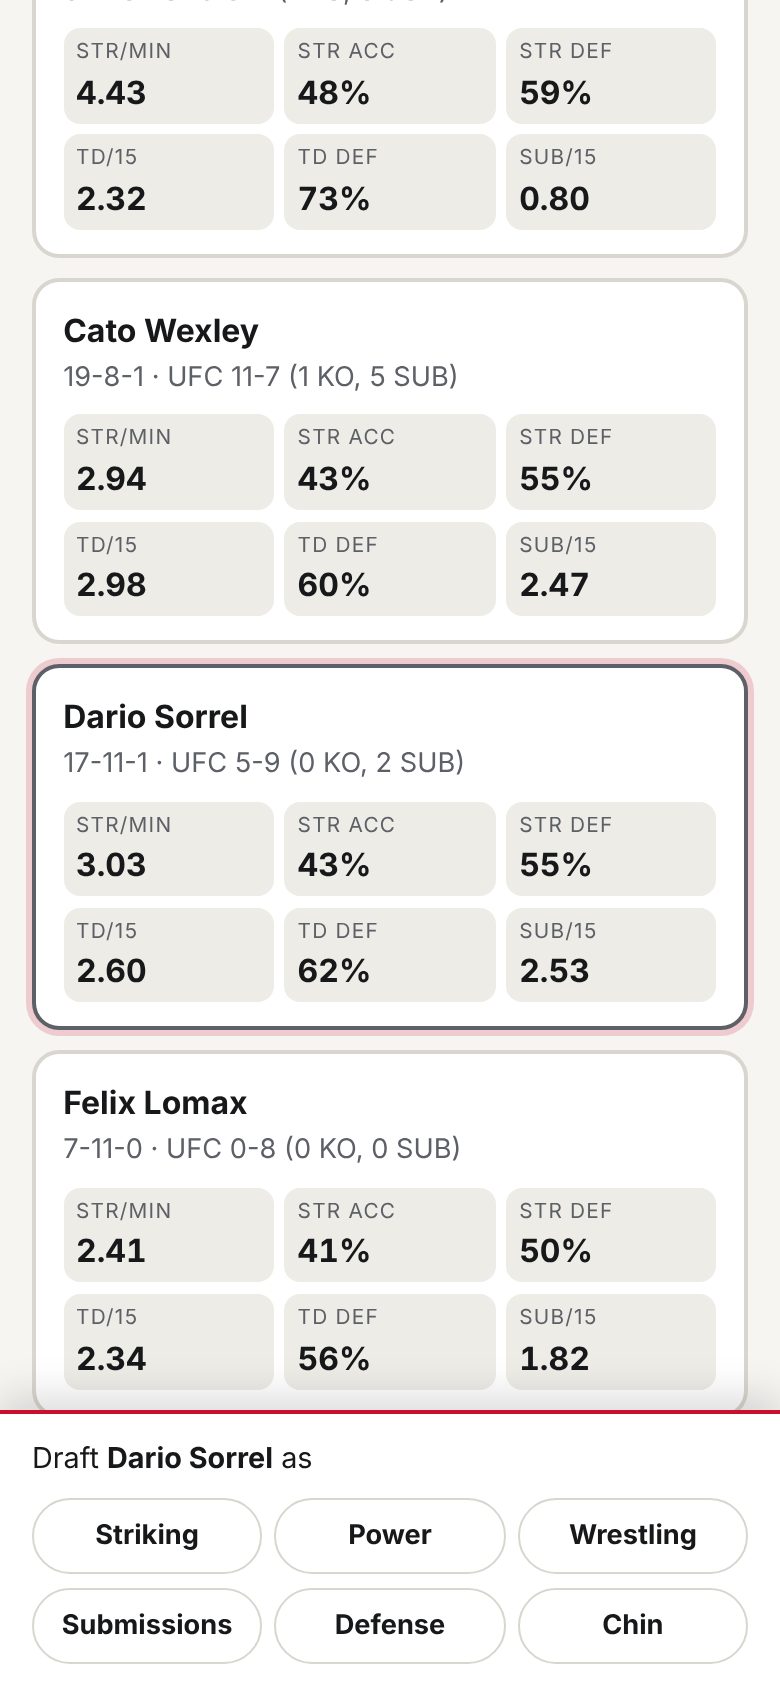 STR/MIN STR ACC STR DEF
4.43 48% 59%
TD/15 TD DEF SUB/15
2.32 73% 0.80
Cato Wexley
19-8-1 · UFC 11-7 (1 KO, 5 SUB)
STR/MIN STR ACC STR DEF
2.94 43% 55%
TD/15 TD DEF SUB/15
2.98 60% 2.47
Dario Sorrel
17-11-1 · UFC 5-9 (0 KO, 2 SUB)
STR/MIN STR ACC STR DEF
3.03 43% 55%
TD/15 TD DEF SUB/15
2.60 62% 2.53
Felix Lomax
7-11-0 · UFC 0-8 (0 KO, 0 SUB)
STR/MIN STR ACC STR DEF
2.41 41% 50%
TD/15 TD DEF SUB/15
2.34 56% 1.82
Draft Dario Sorrel as
Striking Power Wrestling
Submissions Defense Chin